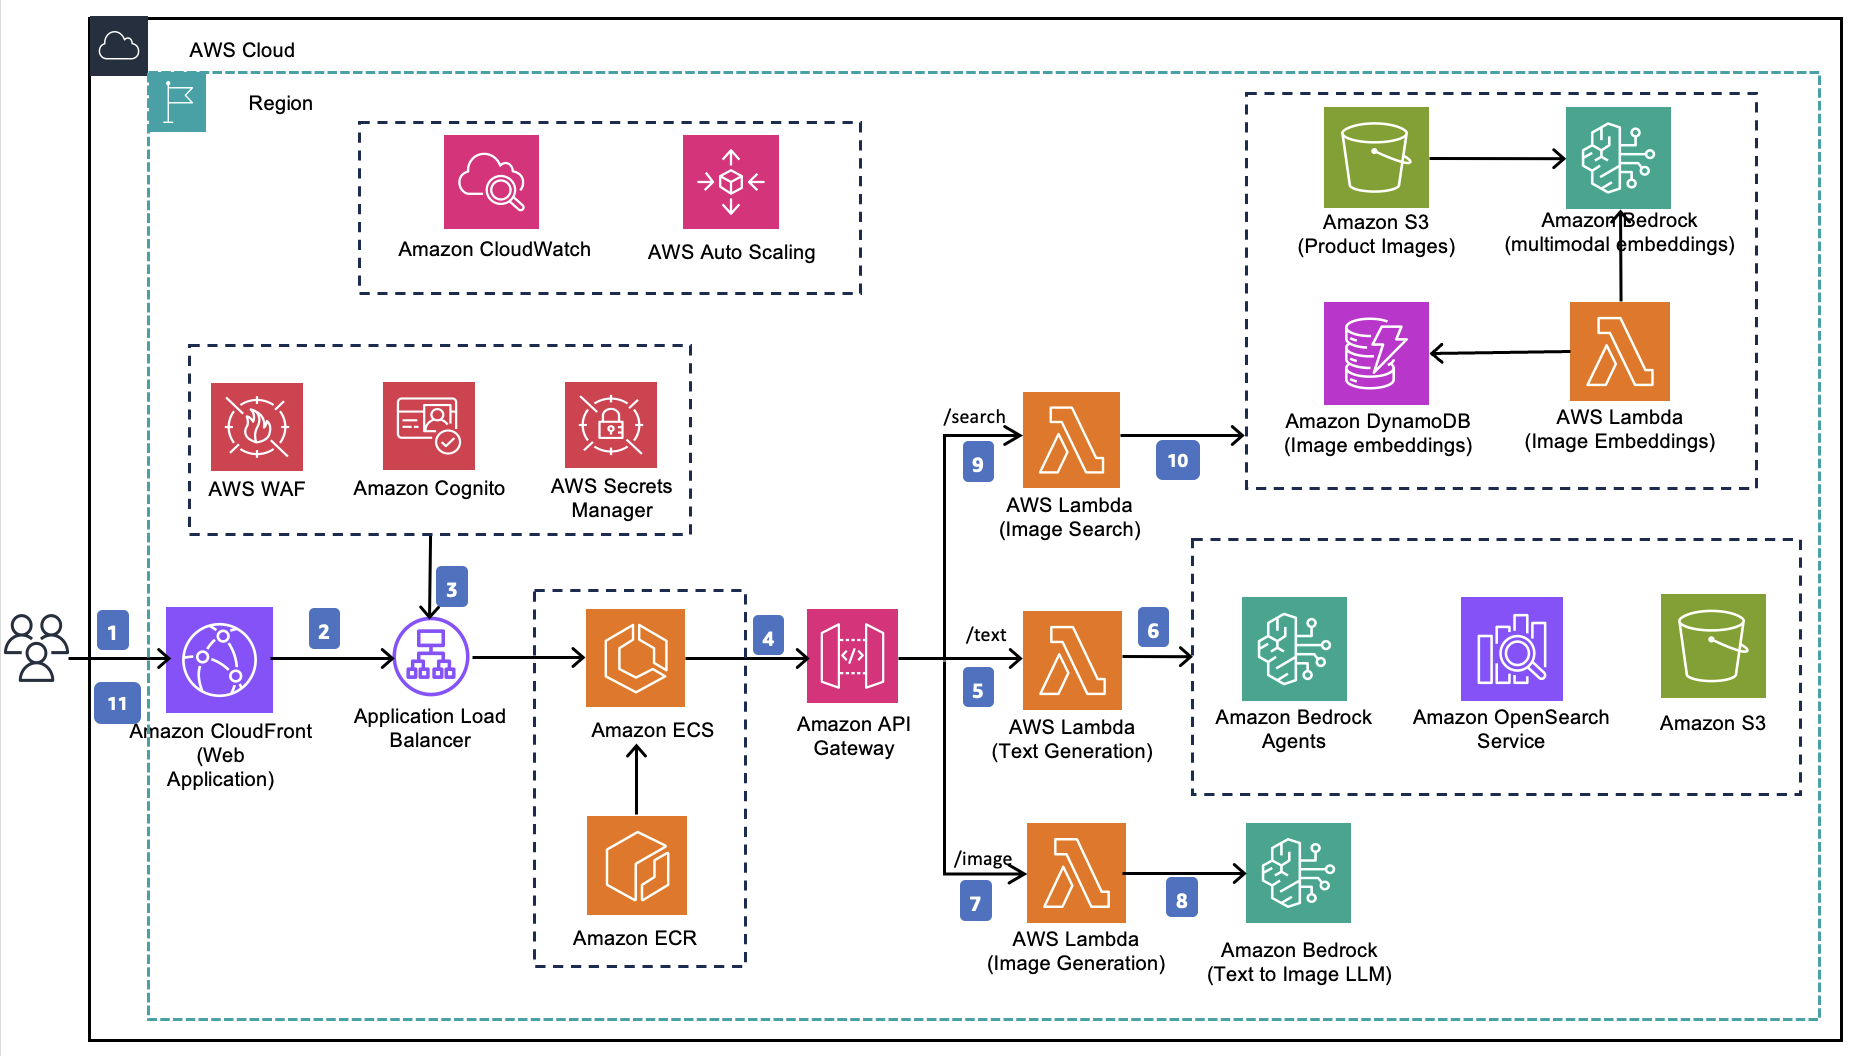 AWS Cloud
Region
Amazon CloudWatch
AWS Auto Scaling
AWS WAF
Amazon Cognito
AWS Secrets
Manager
1
11
Amazon CloudFront
(Web
Application)
2
3
Application Load
Balancer
Amazon ECS
Amazon ECR
4
Amazon API
Gateway
/search
9
AWS Lambda
(Image Search)
10
Amazon S3
(Product Images)
Amazon Bedrock
(multimodal embeddings)
Amazon DynamoDB
(Image embeddings)
AWS Lambda
(Image Embeddings)
/text
5
AWS Lambda
(Text Generation)
6
Amazon Bedrock
Agents
Amazon OpenSearch
Service
Amazon S3
/image
7
AWS Lambda
(Image Generation)
8
Amazon Bedrock
(Text to Image LLM)